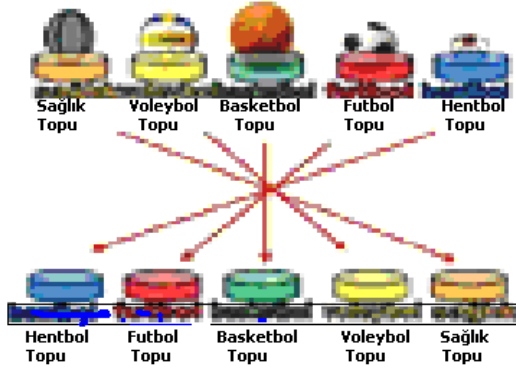 Sağlık Voleybol Basketbol Futbol Hentbol
Topu Topu Topu Topu Topu
Hentbol Futbol Basketbol Voleybol Sağlık
Topu Topu Topu Topu Topu